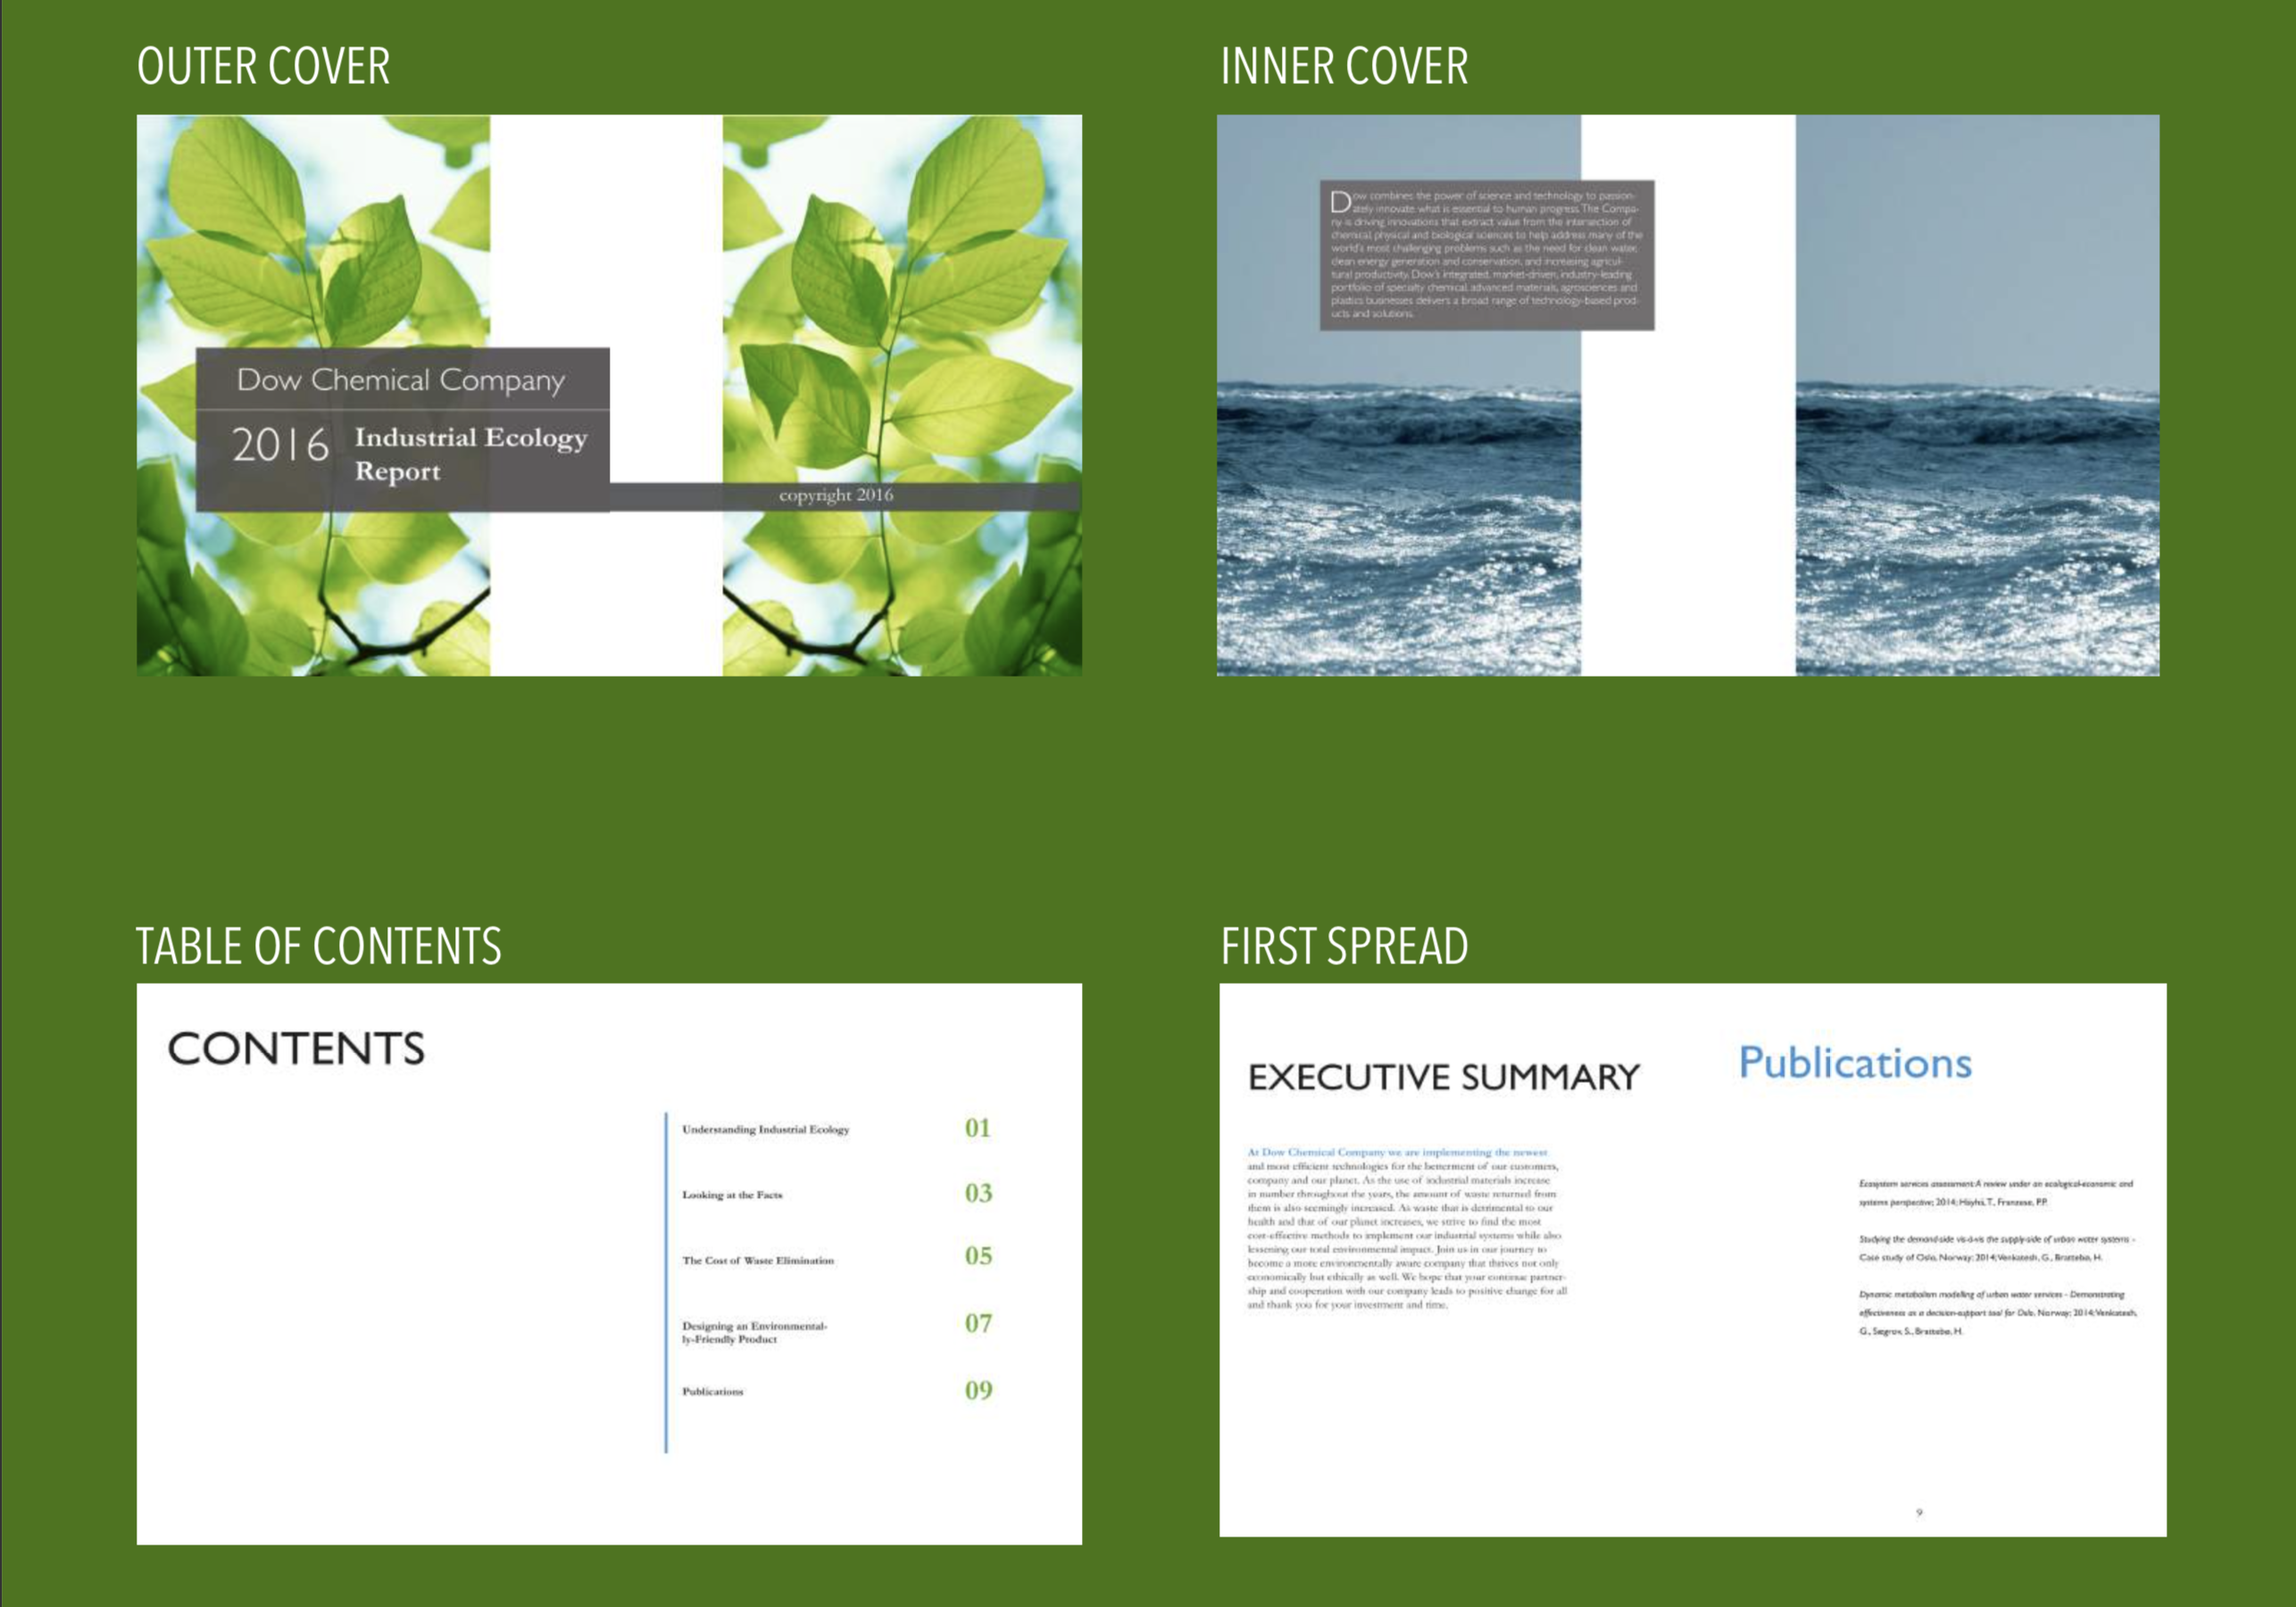 OUTER COVER
Dow Chemical Company
2016
Industrial Ecology
Report
copyright 2016
INNER COVER
Dow combines the power of science and technology to passion-
ately innovate what is essential to human progress. The Compa-
ny is driving innovations that extract value from the intersection of
chemical, physical and biological sciences to help address many of the
world's most challenging problems such as the need for clean water,
clean energy generation and conservation, and increasing agricul-
tural productivity. Dow's integrated, market-driven, industry-leading
portfolio of specialty chemical, advanced materials, agrosciences and
plastics businesses delivers a broad range of technology-based prod-
ucts and solutions.
TABLE OF CONTENTS
CONTENTS
Understanding Industrial Ecology 01
Looking at the Facts 03
The Cost of Waste Elimination 05
Designing an Environmental-
ly-Friendly Product 07
Publications 09
FIRST SPREAD
EXECUTIVE SUMMARY
At Dow Chemical Company we are implementing the newest
and most efficient technologies for the betterment of our customers,
company and our planet. As the use of industrial materials increase
in number throughout the years, the amount of waste returned from
them is also seemingly increased. As waste that is detrimental to our
health and that of our planet increases, we strive to find the most
cost-effective methods to implement our industrial systems while also
lessening our total environmental impact. Join us in our journey to
become a more environmentally aware company that thrives not only
economically but ethically as well. We hope that your continue partner-
ship and cooperation with our company leads to positive change for all
and thank you for your investment and time.
Publications
Ecosystem services assessment: A review under an ecological-economic and
systems perspective; 2014; Häyhä, T., Franzese, P.P.
Studying the demand-side vis-à-vis the supply-side of urban water systems –
Case study of Oslo, Norway; 2014; Venkatesh, G., Brattebø, H.
Dynamic metabolism modelling of urban water services – Demonstrating
effectiveness as a decision-support tool for Oslo, Norway; 2014; Venkatesh,
G., Sægrov, S., Brattebø, H.
9